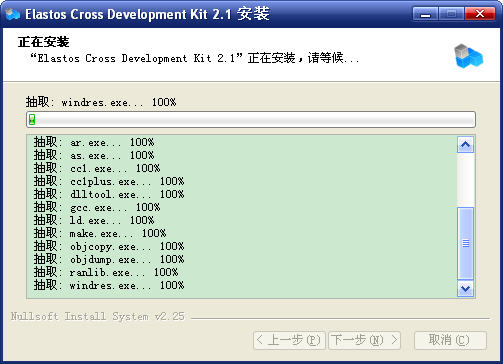 Elastos Cross Development Kit 2.1 安装
正在安装
“Elastos Cross Development Kit 2.1”正在安装，请等候...
抽取: windres.exe... 100%
抽取: ar.exe... 100%
抽取: as.exe... 100%
抽取: cc1.exe... 100%
抽取: cc1plus.exe... 100%
抽取: dlltool.exe... 100%
抽取: gcc.exe... 100%
抽取: ld.exe... 100%
抽取: make.exe... 100%
抽取: objcopy.exe... 100%
抽取: objdump.exe... 100%
抽取: ranlib.exe... 100%
抽取: windres.exe... 100%
Nullsoft Install System v2.25
< 上一步(P) 下一步(N) > 取消(C)